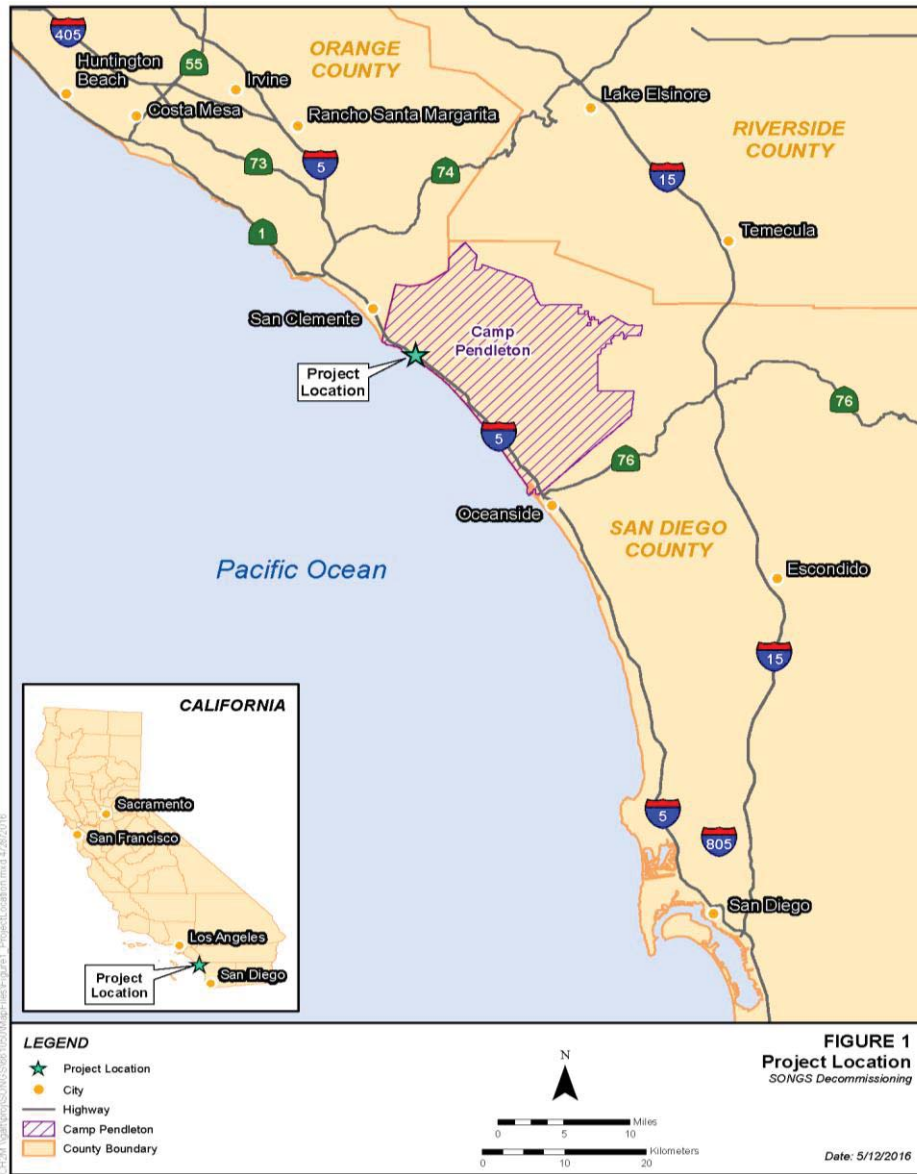 405
Huntington
Beach
55
Irvine
Costa Mesa
ORANGE
COUNTY
Rancho Santa Margarita
73
5
74
1
Lake Elsinore
RIVERSIDE
COUNTY
15
Temecula
San Clemente
Camp
Pendleton
Project
Location
5
76
76
Oceanside
SAN DIEGO
COUNTY
Pacific Ocean
Escondido
15
5
805
San Diego
CALIFORNIA
Sacramento
San Francisco
Los Angeles
Project
Location
San Diego
LEGEND
Project Location
City
Highway
Camp Pendleton
County Boundary
N
0 5 10 Miles
0 10 20 Kilometers
FIGURE 1
Project Location
SONGS Decommissioning
Date: 5/12/2016